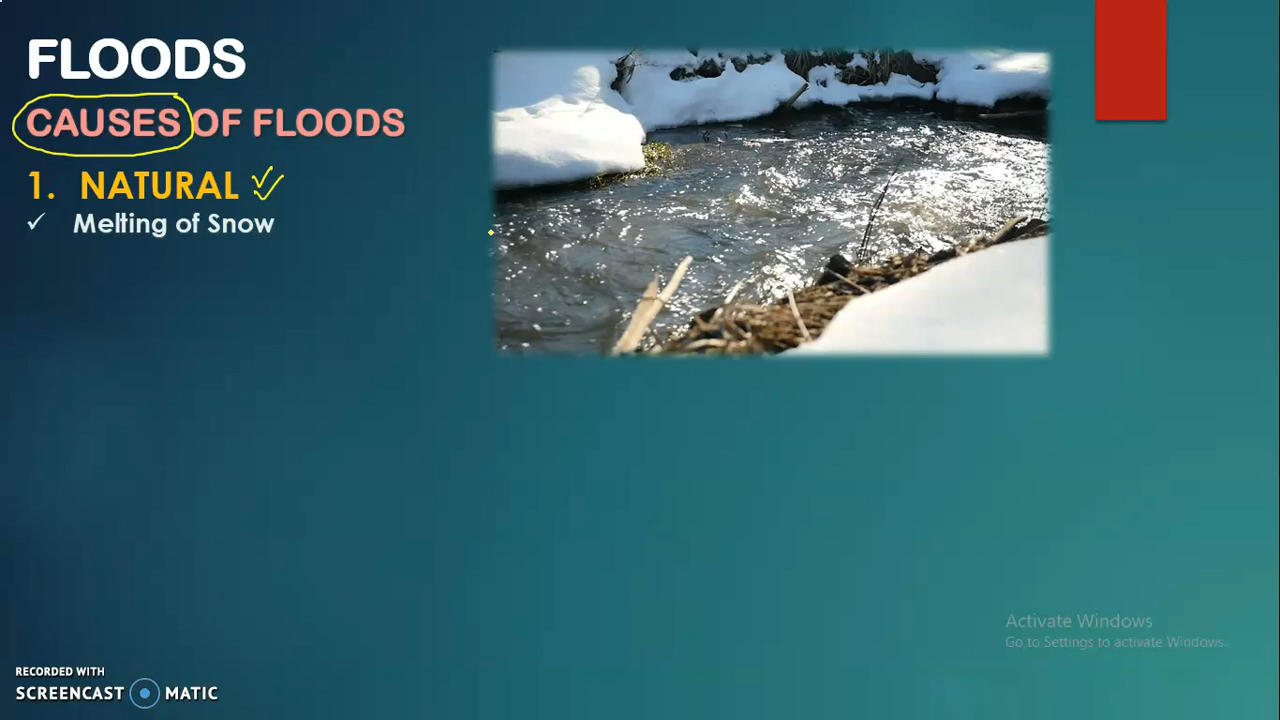 FLOODS
CAUSES OF FLOODS
1. NATURAL
✓ Melting of Snow
Activate Windows
Go to Settings to activate Windows.
RECORDED WITH
SCREENCAST MATIC